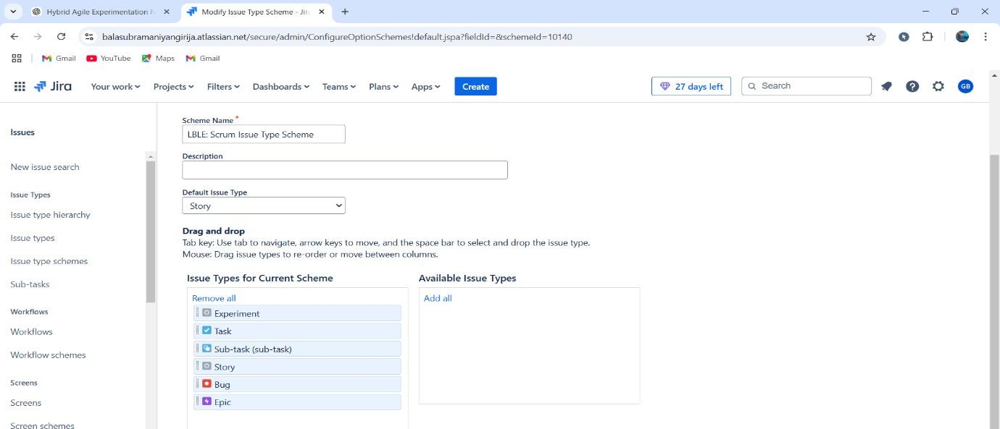 Hybrid Agile Experimentation F
Modify Issue Type Scheme - Jira
balasubramaniyangirija.atlassian.net/secure/admin/ConfigureOptionSchemes!default.jspa?fieldId=&schemeId=10140
Gmail YouTube Maps Gmail
Jira Your work Projects Filters Dashboards Teams Plans Apps Create 27 days left Search GB
Issues
New issue search
Issue Types
Issue type hierarchy
Issue types
Issue type schemes
Sub-tasks
Workflows
Workflows
Workflow schemes
Screens
Screens
Screen schemes
Scheme Name *
LBLE: Scrum Issue Type Scheme
Description
Default Issue Type
Story
Drag and drop
Tab key: Use tab to navigate, arrow keys to move, and the space bar to select and drop the issue type.
Mouse: Drag issue types to re-order or move between columns.
Issue Types for Current Scheme
Remove all
Experiment
Task
Sub-task (sub-task)
Story
Bug
Epic
Available Issue Types
Add all